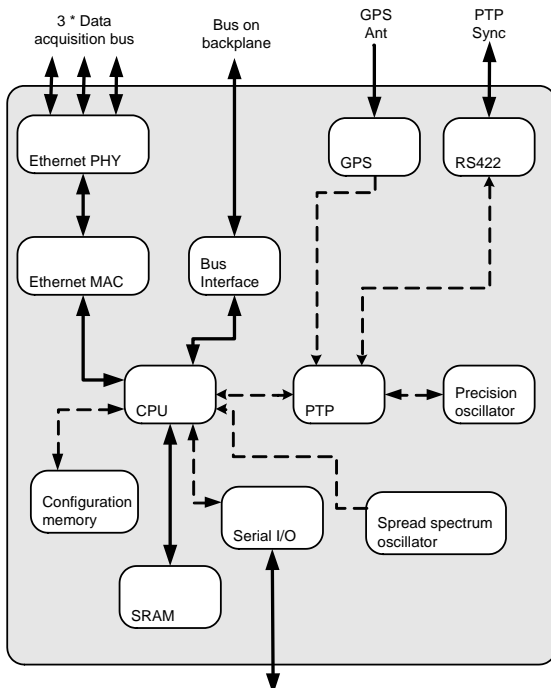 3 * Data
acquisition bus
Bus on
backplane
GPS
Ant
PTP
Sync
Ethernet PHY
GPS
RS422
Ethernet MAC
Bus
Interface
CPU
PTP
Precision
oscillator
Configuration
memory
Serial I/O
Spread spectrum
oscillator
SRAM